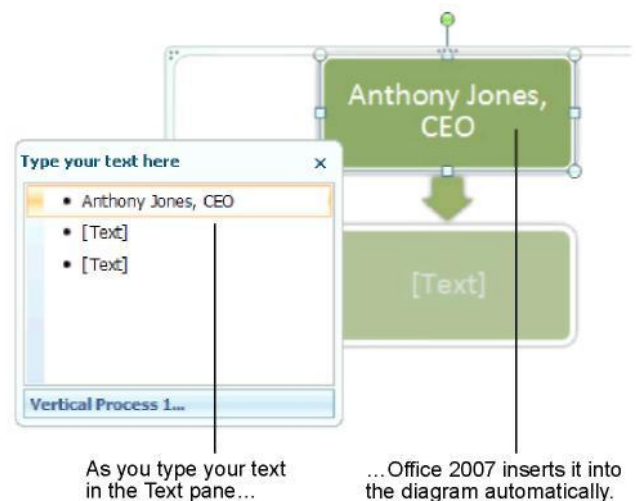 Anthony Jones,
CEO
Type your text here
×
• Anthony Jones, CEO
• [Text]
• [Text]
[Text]
Vertical Process 1...
As you type your text
in the Text pane…
…Office 2007 inserts it into
the diagram automatically.